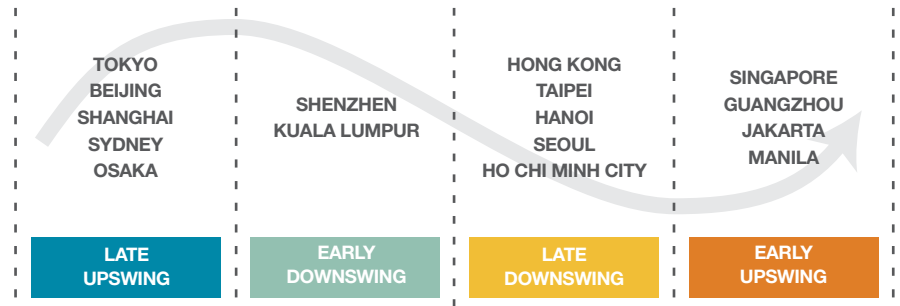 TOKYO
BEIJING
SHANGHAI
SYDNEY
OSAKA
SHENZHEN
KUALA LUMPUR
HONG KONG
TAIPEI
HANOI
SEOUL
HO CHI MINH CITY
SINGAPORE
GUANGZHOU
JAKARTA
MANILA
LATE
UPSWING
EARLY
DOWNSWING
LATE
DOWNSWING
EARLY
UPSWING